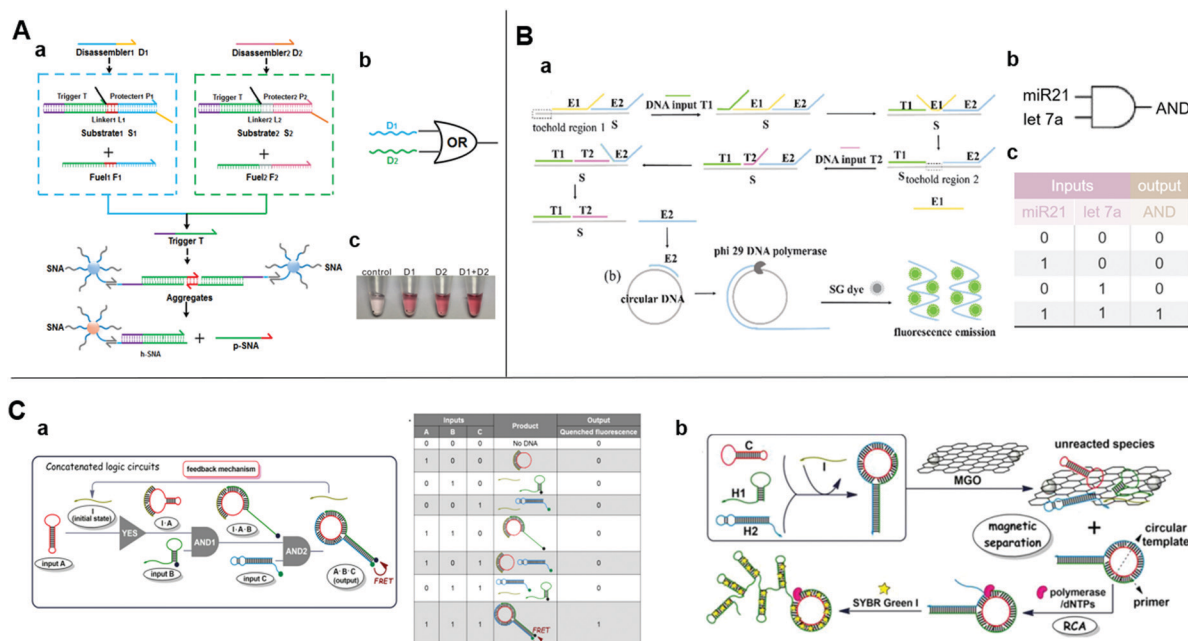 A
a
Disassembler1 D1
Disassembler2 D2
Trigger T Protecter1 P1
Linker1 L1
Substrate1 S1
+
Fuel1 F1
Trigger T Protecter2 P2
Linker2 L2
Substrate2 S2
+
Fuel2 F2
Trigger T
SNA
SNA
Aggregates
SNA
h-SNA
+
p-SNA
b
D1
D2
OR
c
control D1 D2 D1+D2
B
a
E1 E2
tochold region 1
S
DNA input T1
E1 E2
S
T1 E1 E2
S
T1 T2 E2
S
T1 T2 E2
S
DNA input T2
T1 E2
S toehold region 2
E1
T1 T2
S
E2
(b)
E2
circular DNA
phi 29 DNA polymerase
SG dye
fluorescence emission
b
miR21
let 7a
AND
c
Inputs output
miR21 let 7a AND
0 0 0
1 0 0
0 1 0
1 1 1
C
a
Concatenated logic circuits
feedback mechanism
I
(initial state)
I·A
I·A·B
YES
AND1
AND2
input A
input B
input C
A·B·C
(output)
FRET
Inputs Product Output
A B C Quenched fluorescence
0 0 0 No DNA 0
1 0 0 0
0 1 0 0
0 0 1 0
1 1 0 0
1 0 1 0
0 1 1 0
1 1 1 FRET 1
b
C
H1
H2
I
MGO
unreacted species
magnetic
separation
+
circular
template
primer
polymerase
/dNTPs
RCA
SYBR Green I